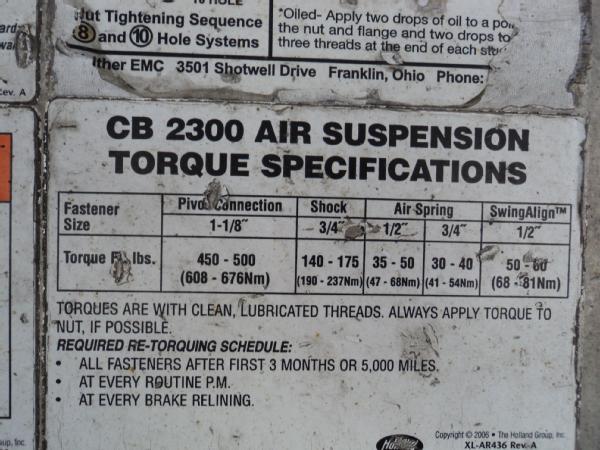 10 HOLE
Nut Tightening Sequence
8 and 10 Hole Systems
*Oiled- Apply two drops of oil to a
the nut and flange and two drops to
three threads at the end of each
EMC 3501 Shotwell Drive Franklin, Ohio Phone:
Rev. A
CB 2300 AIR SUSPENSION
TORQUE SPECIFICATIONS
Fastener Size Pivot Connection 1-1/8" Shock 3/4" Air Spring 1/2" 3/4" SwingAlign™ 1/2"
Torque Ft. lbs. 450 - 500 140 - 175 35 - 50 30 - 40 50 - 60
(608 - 676Nm) (190 - 237Nm) (47 - 68Nm) (41 - 54Nm) (68 - 81Nm)
TORQUES ARE WITH CLEAN, LUBRICATED THREADS. ALWAYS APPLY TORQUE TO
NUT, IF POSSIBLE.
REQUIRED RE-TORQUING SCHEDULE:
• ALL FASTENERS AFTER FIRST 3 MONTHS OR 5,000 MILES.
• AT EVERY ROUTINE P.M.
• AT EVERY BRAKE RELINING.
Group, Inc.
Holland
Copyright © 2006 • The Holland Group, Inc.
XL-AR436 Rev A